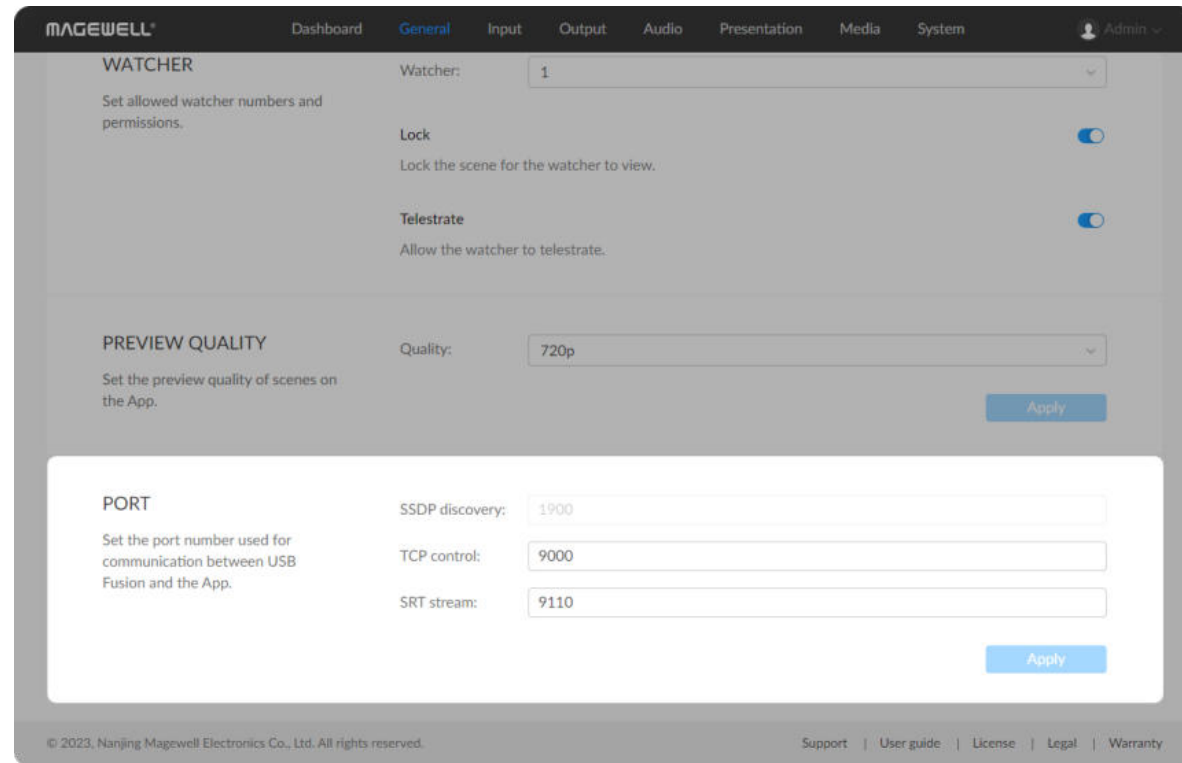 MAGEWELL®
Dashboard General Input Output Audio Presentation Media System Admin
WATCHER
Set allowed watcher numbers and
permissions.
Watcher: 1
Lock
Lock the scene for the watcher to view.
Telestrate
Allow the watcher to telestrate.
PREVIEW QUALITY
Set the preview quality of scenes on
the App.
Quality: 720p
Apply
PORT
Set the port number used for
communication between USB
Fusion and the App.
SSDP discovery: 1900
TCP control: 9000
SRT stream: 9110
Apply
© 2023, Nanjing Magewell Electronics Co., Ltd. All rights reserved.
Support | User guide | License | Legal | Warranty